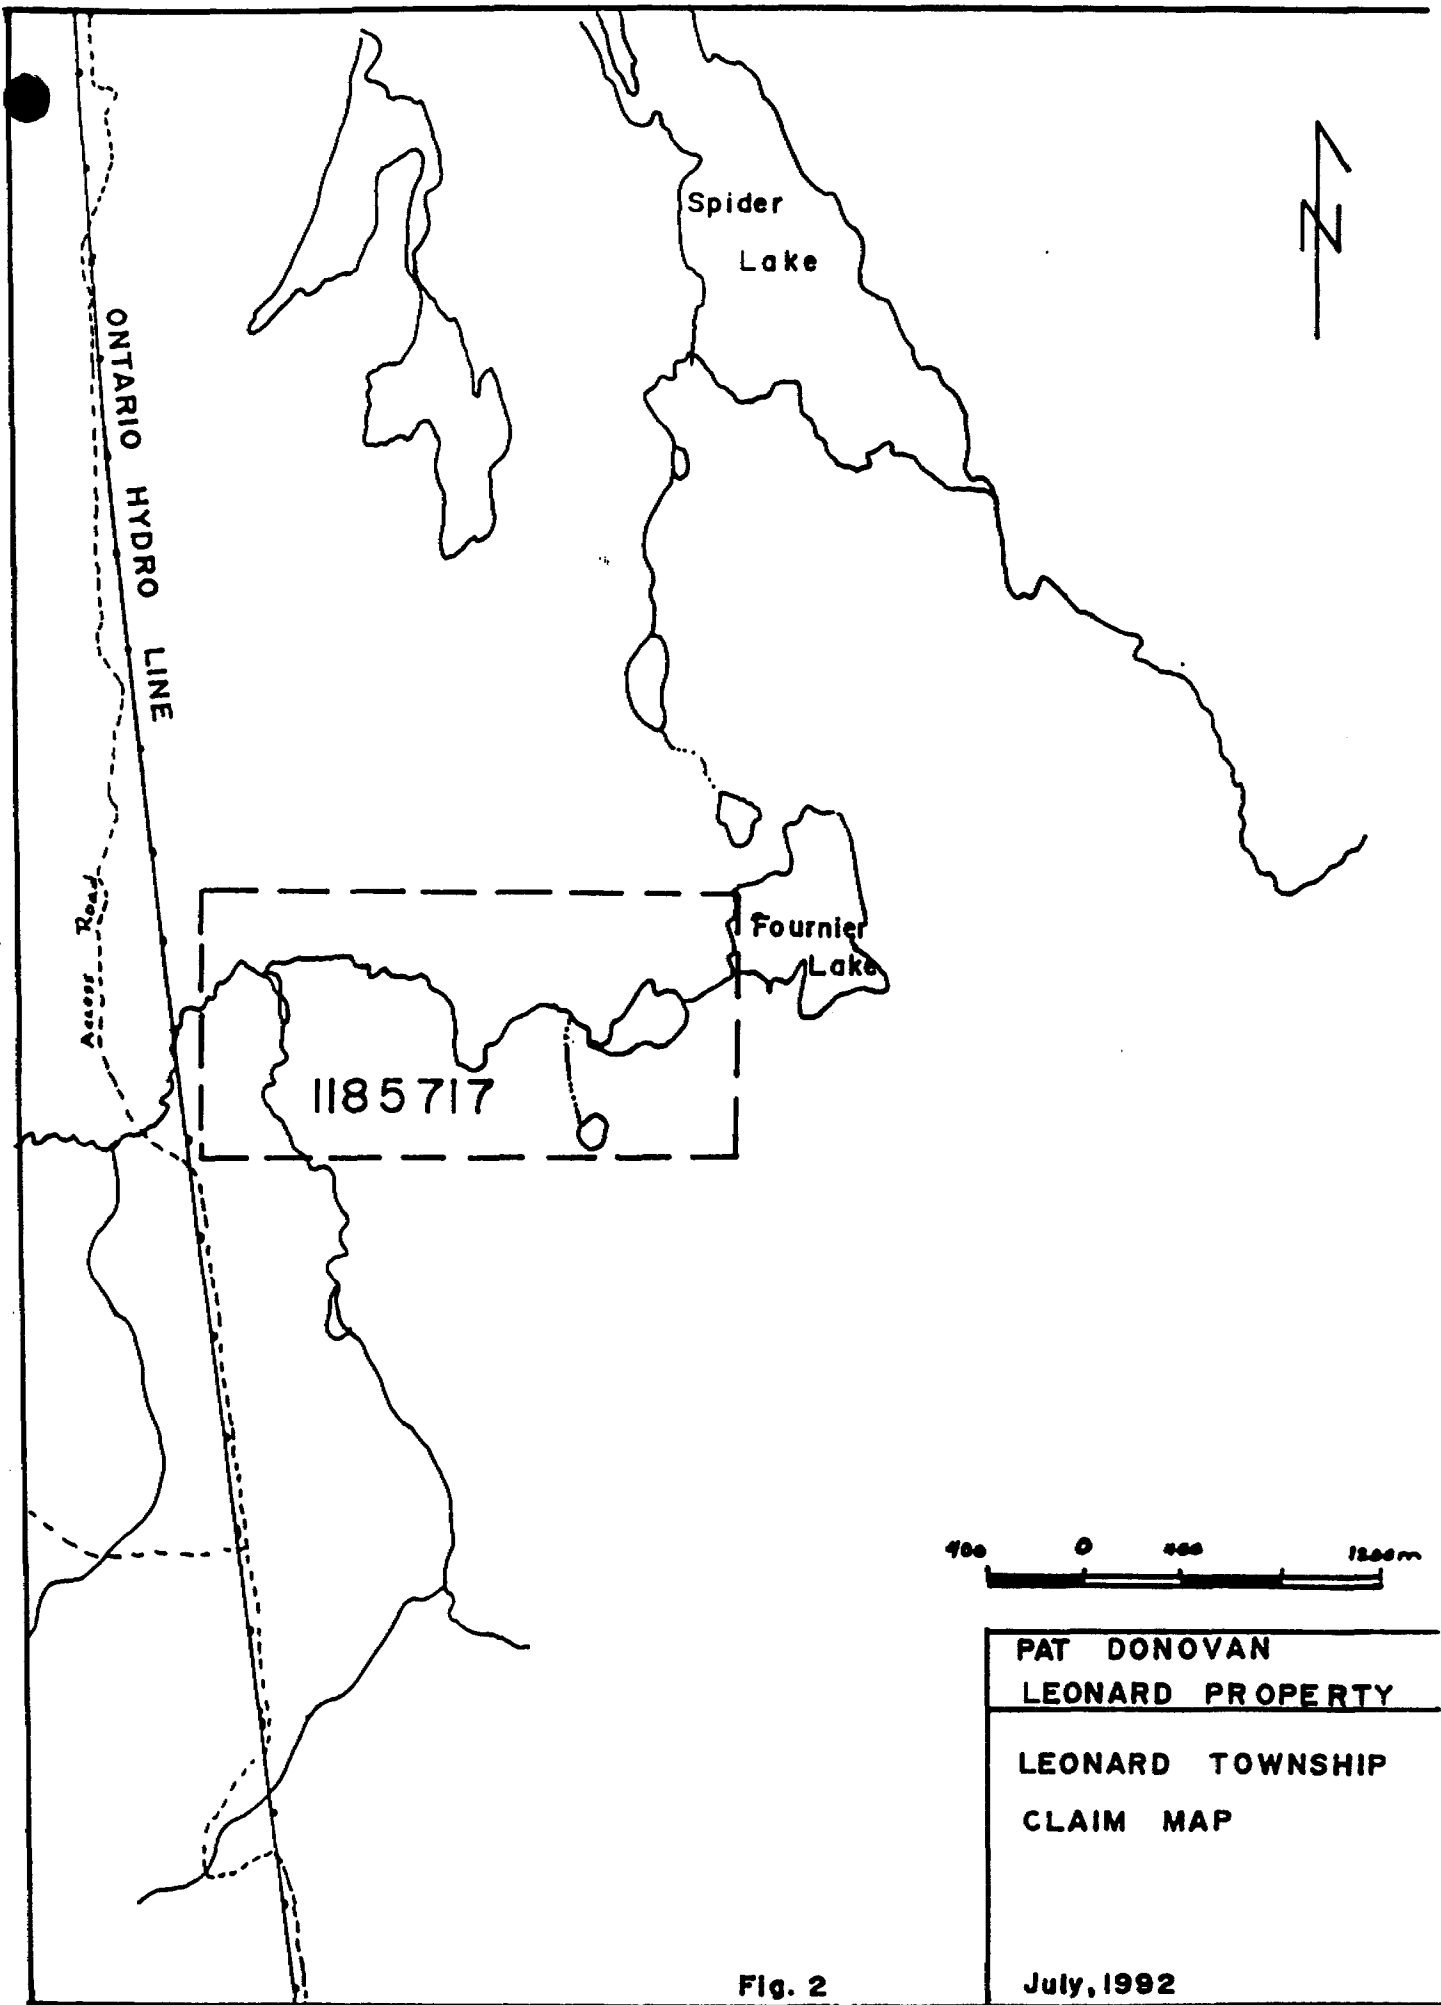 Spider
Lake
N
ONTARIO HYDRO LINE
Access Road
Fournier
Lake
1185717
400 0 400 1200m
PAT DONOVAN
LEONARD PROPERTY
LEONARD TOWNSHIP
CLAIM MAP
July, 1992
Fig. 2